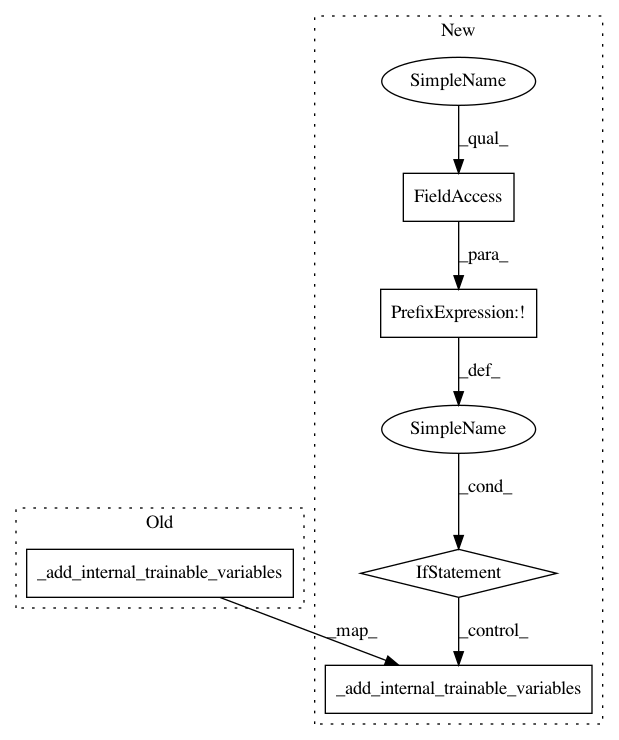 New
SimpleName
_qual_
FieldAccess
_para_
PrefixExpression:!
_def_
SimpleName
_cond_
Old
_add_internal_trainable_variables
IfStatement
_map_
_control_
_add_internal_trainable_variables